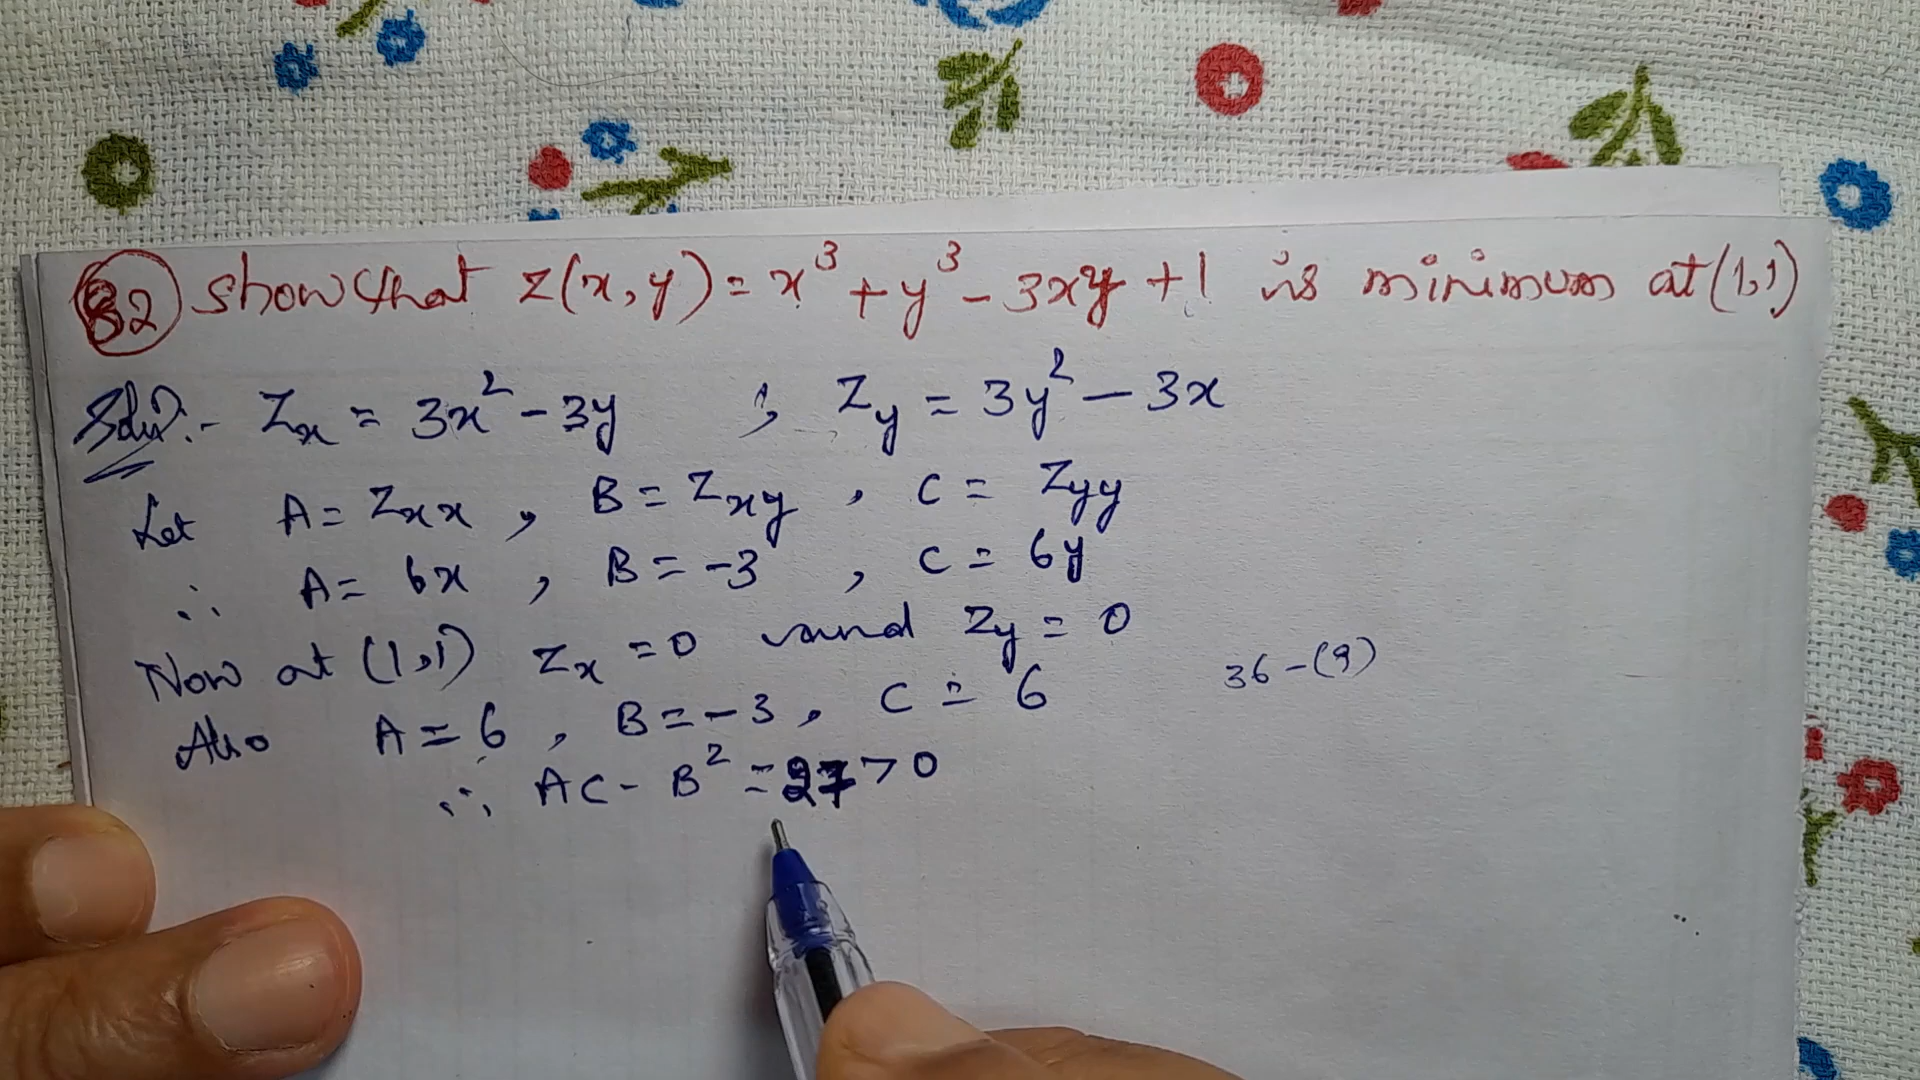 82 Show that z(x,y) = x³ + y³ - 3xy + 1 is minimum at (1,1)
Soln:- Zx = 3x² - 3y ; Zy = 3y² - 3x
Let A = Zxx , B = Zxy , C = Zyy
∴ A = 6x , B = -3 , C = 6y
Now at (1,1) Zx = 0 and Zy = 0
Also A = 6 , B = -3 , C = 6
36 - (9)
∴ AC - B² = 27 > 0